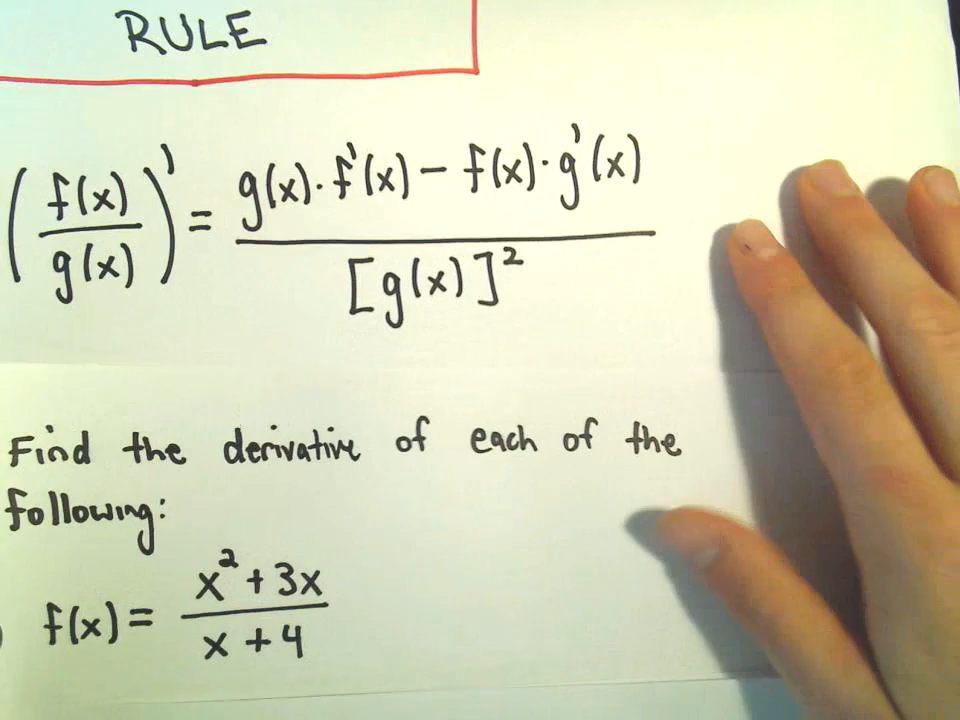 RULE
(f(x)/g(x))' = (g(x)·f'(x) − f(x)·g'(x))/[g(x)]²
Find the derivative of each of the
following:
f(x) = (x² + 3x)/(x + 4)